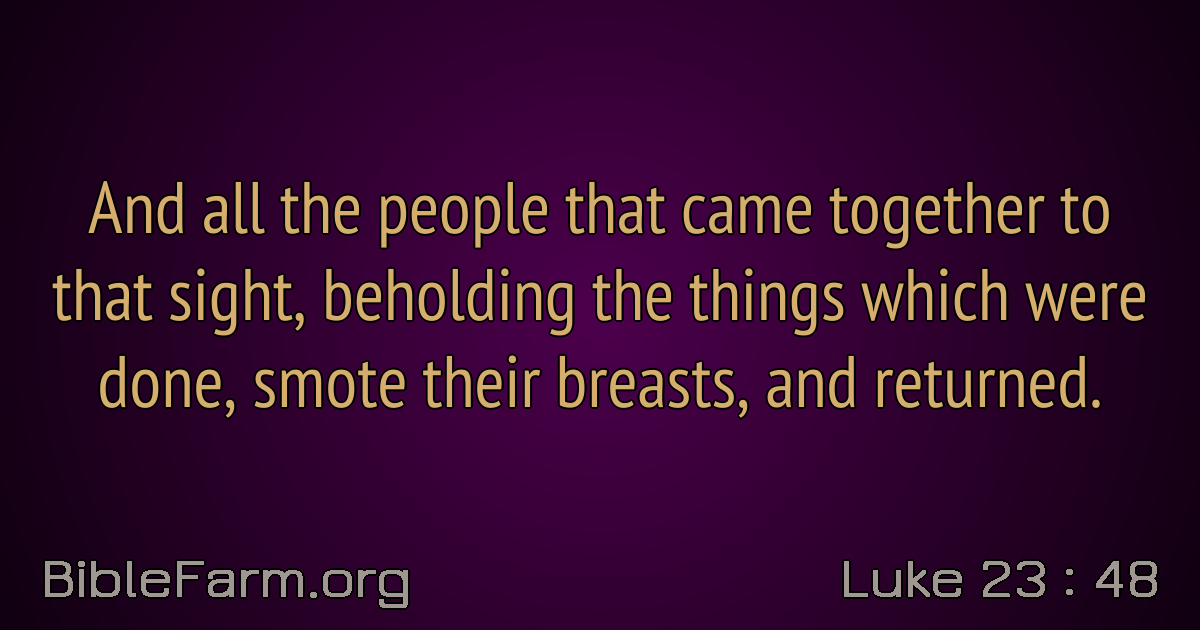 And all the people that came together to
that sight, beholding the things which were
done, smote their breasts, and returned.
BibleFarm.org
Luke 23 : 48